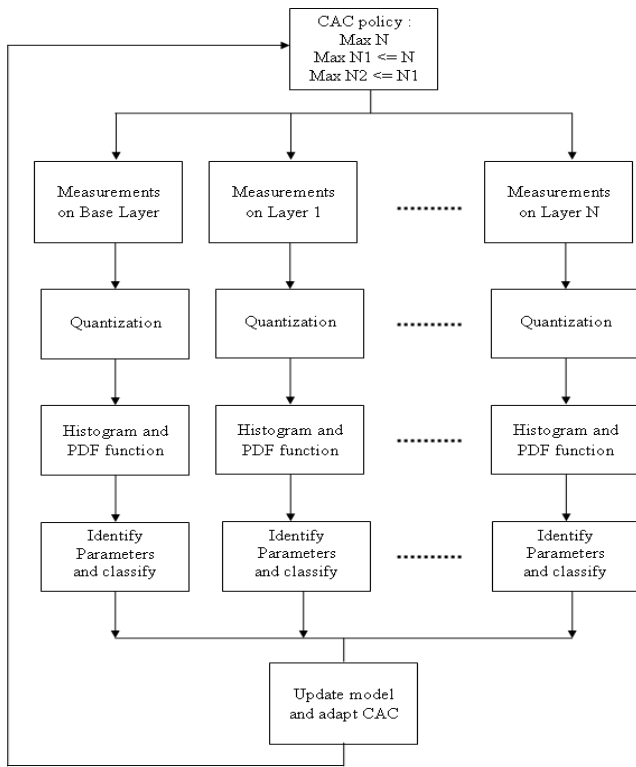 CAC policy :
Max N
Max N1 <= N
Max N2 <= N1
Measurements
on Base Layer
Measurements
on Layer 1
Measurements
on Layer N
Quantization
Quantization
Quantization
Histogram and
PDF function
Histogram and
PDF function
Histogram and
PDF function
Identify
Parameters
and classify
Identify
Parameters
and classify
Identify
Parameters
and classify
Update model
and adapt CAC